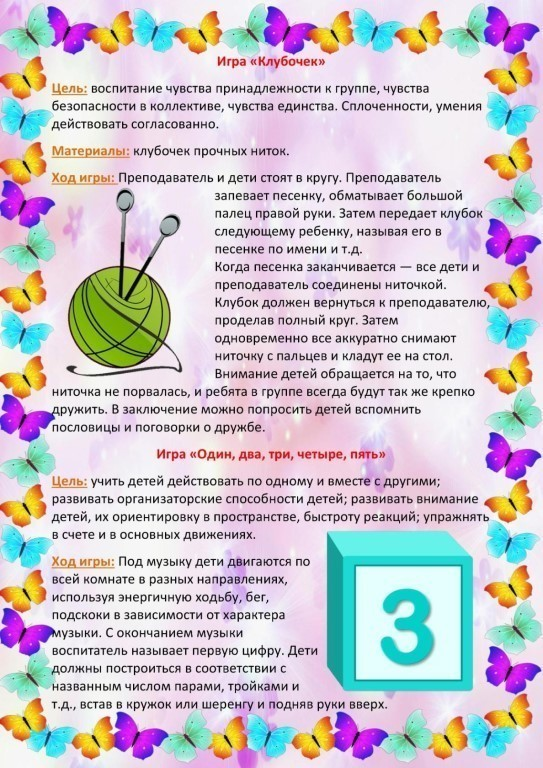 Игра «Клубочек»
Цель: воспитание чувства принадлежности к группе, чувства
безопасности в коллективе, чувства единства. Сплоченности, умения
действовать согласованно.
Материалы: клубочек прочных ниток.
Ход игры: Преподаватель и дети стоят в кругу. Преподаватель
запевает песенку, обматывает большой
палец правой руки. Затем передает клубок
следующему ребенку, называя его в
песенке по имени и т.д.
Когда песенка заканчивается — все дети и
преподаватель соединены ниточкой.
Клубок должен вернуться к преподавателю,
проделав полный круг. Затем
одновременно все аккуратно снимают
ниточку с пальцев и кладут ее на стол.
Внимание детей обращается на то, что
ниточка не порвалась, и ребята в группе всегда будут так же крепко
дружить. В заключение можно попросить детей вспомнить
пословицы и поговорки о дружбе.
Игра «Один, два, три, четыре, пять»
Цель: учить детей действовать по одному и вместе с другими;
развивать организаторские способности детей; развивать внимание
детей, их ориентировку в пространстве, быстроту реакций; упражнять
в счете и в основных движениях.
Ход игры: Под музыку дети двигаются по
всей комнате в разных направлениях,
используя энергичную ходьбу, бег,
подскоки в зависимости от характера
музыки. С окончанием музыки
воспитатель называет первую цифру. Дети
должны построиться в соответствии с
названным числом парами, тройками и
т.д., встав в кружок или шеренгу и подняв руки вверх.
3